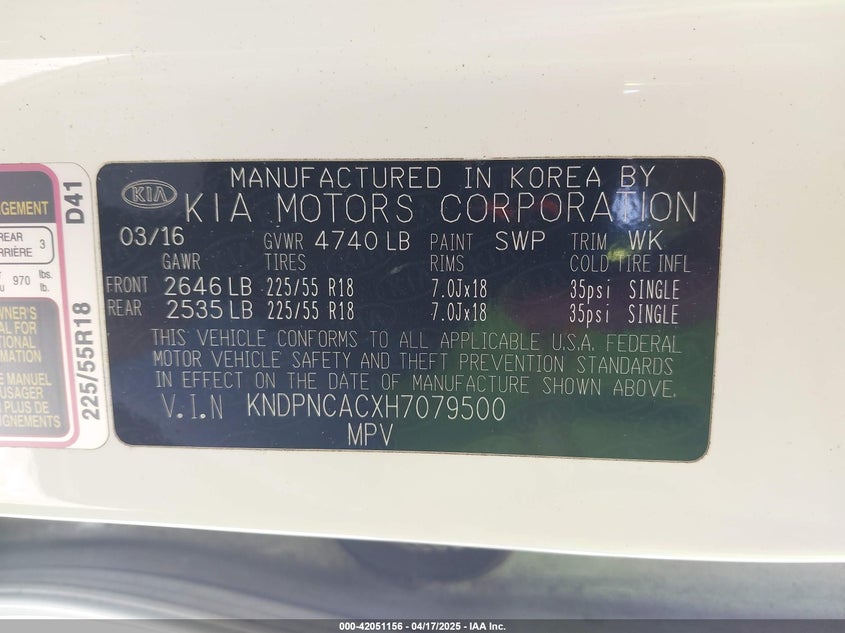 AGEMENT
REAR
3
970 lbs.
lb.
D41
225/55R18
KIA
MANUFACTURED IN KOREA BY
KIA MOTORS CORPORATION
03/16 GVWR 4740 LB PAINT SWP TRIM WK
GAWR TIRES RIMS COLD TIRE INFL
FRONT 2646 LB 225/55 R18 7.0Jx18 35psi SINGLE
REAR 2535 LB 225/55 R18 7.0Jx18 35psi SINGLE
THIS VEHICLE CONFORMS TO ALL APPLICABLE U.S.A. FEDERAL
MOTOR VEHICLE SAFETY AND THEFT PREVENTION STANDARDS
IN EFFECT ON THE DATE OF MANUFACTURE SHOWN ABOVE.
V.I.N KNDPNCACXH7079500
MPV
000-42051156 - 04/17/2025 - IAA Inc.